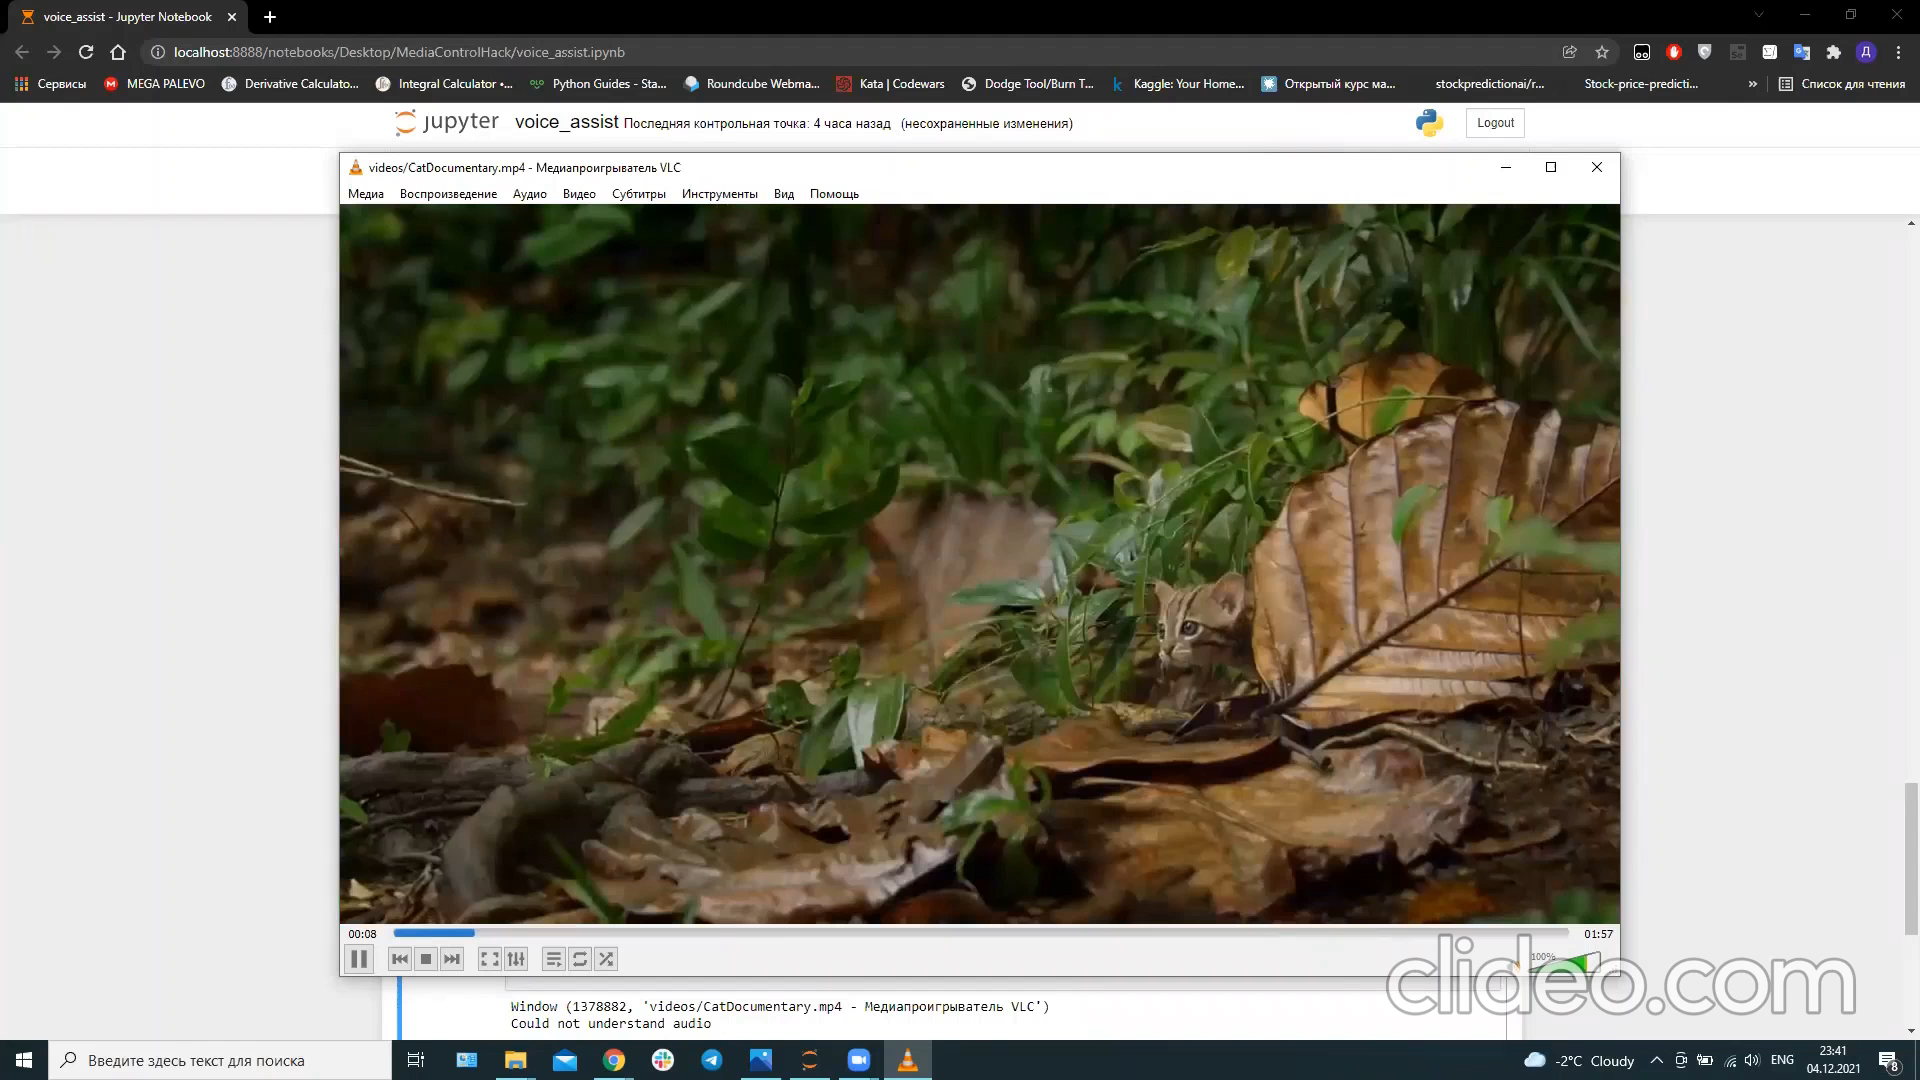 voice_assist - Jupyter Notebook
localhost:8888/notebooks/Desktop/MediaControlHack/voice_assist.ipynb
Д
Сервисы MEGA PALEVO Derivative Calculato... Integral Calculator •... Python Guides - Sta... Roundcube Webma... Kata | Codewars Dodge Tool/Burn T... Kaggle: Your Home... Открытый курс ма... stockpredictionai/r... Stock-price-predicti... » Список для чтения
jupyter voice_assist Последняя контрольная точка: 4 часа назад (несохраненные изменения) Logout
videos/CatDocumentary.mp4 - Медиапроигрыватель VLC
Медиа Воспроизведение Аудио Видео Субтитры Инструменты Вид Помощь
00:08 01:57
100%
clideo.com
Window (1378882, 'videos/CatDocumentary.mp4 - Медиапроигрыватель VLC')
Could not understand audio
Введите здесь текст для поиска
-2°C Cloudy ENG 23:41
04.12.2021
8